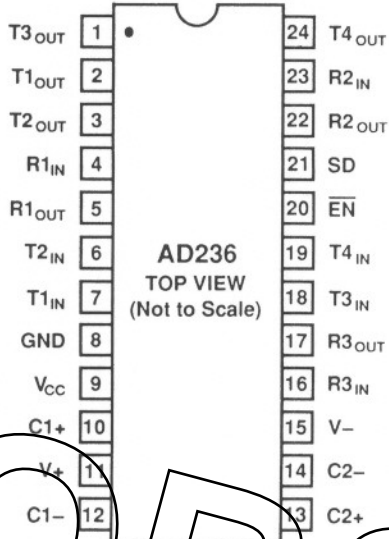 T3OUT 1 24 T4OUT
T1OUT 2 23 R2IN
T2OUT 3 22 R2OUT
R1IN 4 21 SD
R1OUT 5 20 E̅N̅
T2IN 6 AD236 19 T4IN
TOP VIEW
T1IN 7 (Not to Scale) 18 T3IN
GND 8 17 R3OUT
VCC 9 16 R3IN
C1+ 10 15 V−
V+ 11 14 C2−
C1− 12 13 C2+